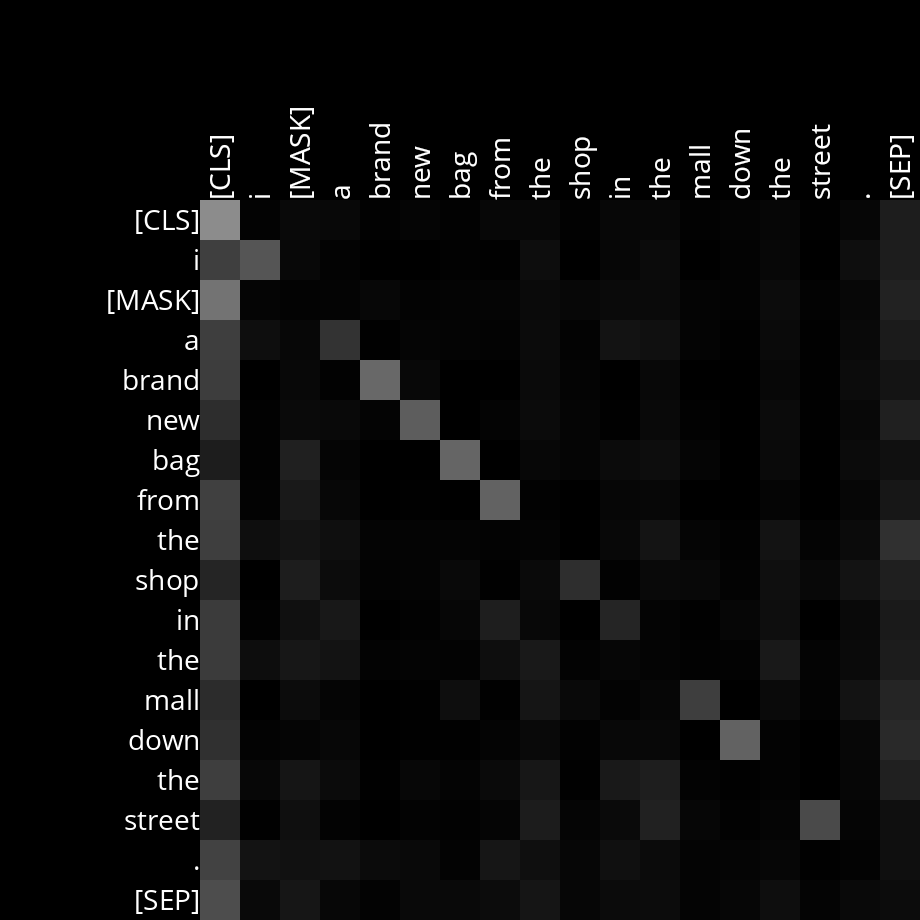 [CLS] i [MASK] a brand new bag from the shop in the mall down the street . [SEP]
[CLS]
i
[MASK]
a
brand
new
bag
from
the
shop
in
the
mall
down
the
street
.
[SEP]